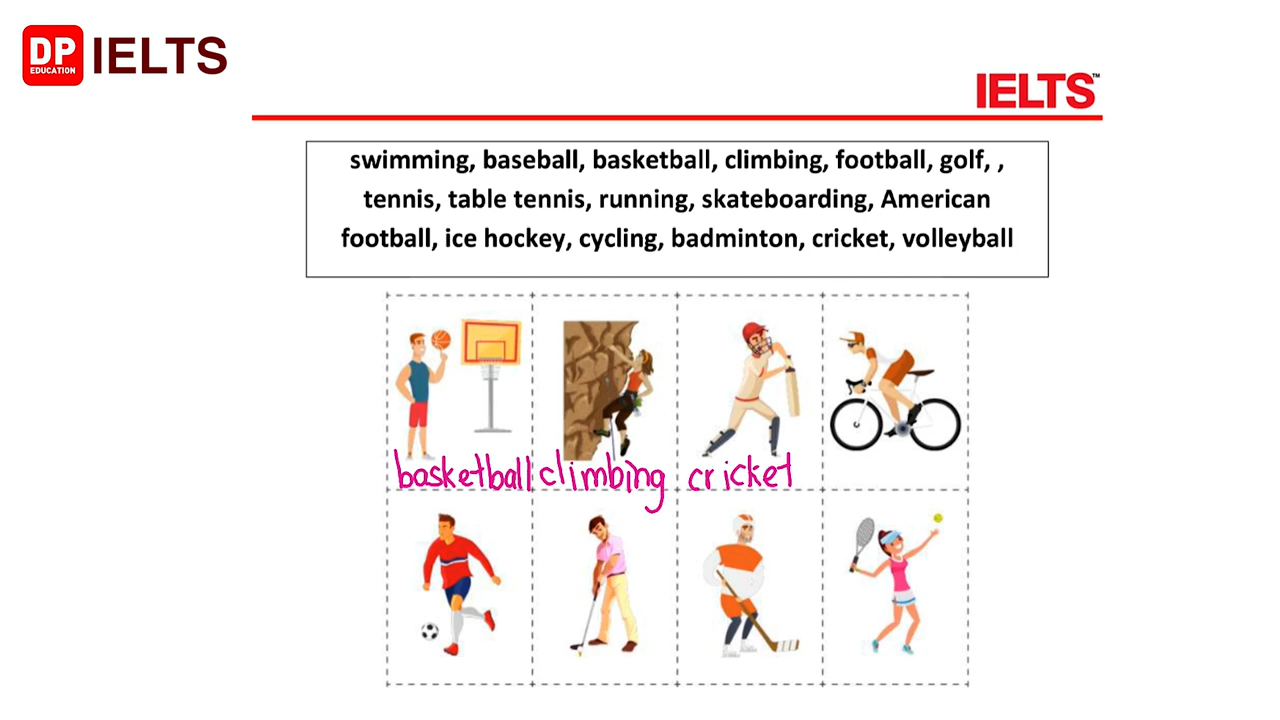 DP
EDUCATION
IELTS
IELTS™
swimming, baseball, basketball, climbing, football, golf, ,
tennis, table tennis, running, skateboarding, American
football, ice hockey, cycling, badminton, cricket, volleyball
basketball climbing cricket